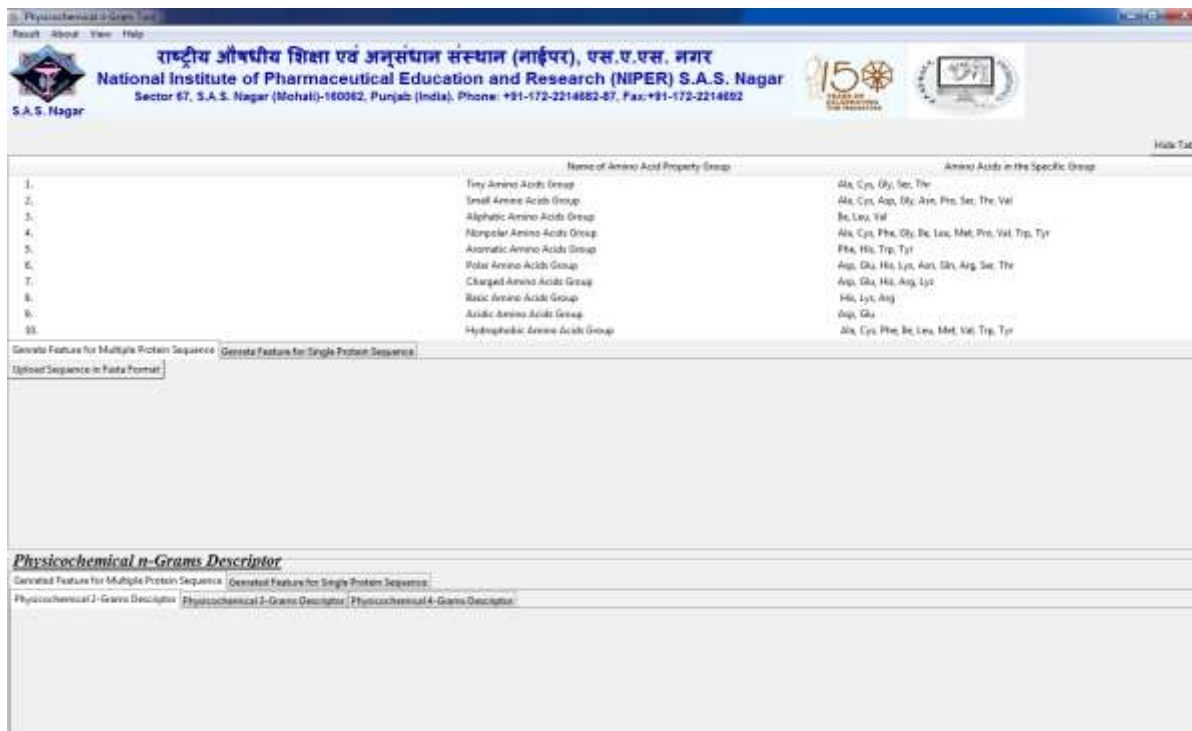 Physicochemical n-Gram Tool
Result About View Help
राष्ट्रीय औषधीय शिक्षा एवं अनुसंधान संस्थान (नाईपर), एस.ए.एस. नगर
National Institute of Pharmaceutical Education and Research (NIPER) S.A.S. Nagar
Sector 67, S.A.S. Nagar (Mohali)-160062, Punjab (India). Phone: +91-172-2214682-87, Fax:+91-172-2214692
S.A.S. Nagar
150
YEARS OF
CELEBRATING
THE MAHATMA
Hide Tab
Name of Amino Acid Property Group Amino Acids in the Specific Group
1. Tiny Amino Acids Group Ala, Cys, Gly, Ser, Thr
2. Small Amino Acids Group Ala, Cys, Asp, Gly, Asn, Pro, Ser, Thr, Val
3. Aliphatic Amino Acids Group Ile, Leu, Val
4. Nonpolar Amino Acids Group Ala, Cys, Phe, Gly, Ile, Leu, Met, Pro, Val, Trp, Tyr
5. Aromatic Amino Acids Group Phe, His, Trp, Tyr
6. Polar Amino Acids Group Asp, Glu, His, Lys, Asn, Gln, Arg, Ser, Thr
7. Charged Amino Acids Group Asp, Glu, His, Arg, Lys
8. Basic Amino Acids Group His, Lys, Arg
9. Acidic Amino Acids Group Asp, Glu
10. Hydrophobic Amino Acids Group Ala, Cys, Phe, Ile, Leu, Met, Val, Trp, Tyr
Genrate Feature for Multiple Protein Sequence Genrate Feature for Single Protein Sequence
Upload Sequence in Fasta Format
Physicochemical n-Grams Descriptor
Genrated Feature for Multiple Protein Sequence Genrated Feature for Single Protein Sequence
Physicochemical 2-Grams Descriptor Physicochemical 3-Grams Descriptor Physicochemical 4-Grams Descriptor